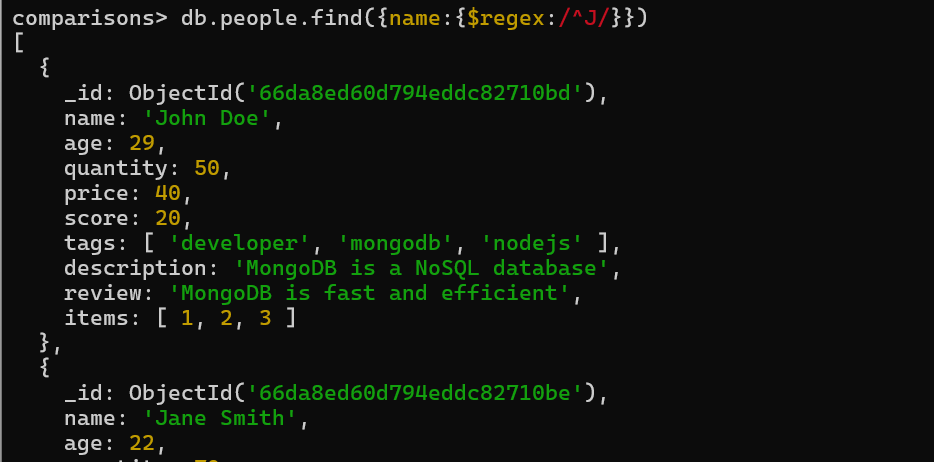 comparisons> db.people.find({name:{$regex:/^J/}})
[
  {
    _id: ObjectId('66da8ed60d794eddc82710bd'),
    name: 'John Doe',
    age: 29,
    quantity: 50,
    price: 40,
    score: 20,
    tags: [ 'developer', 'mongodb', 'nodejs' ],
    description: 'MongoDB is a NoSQL database',
    review: 'MongoDB is fast and efficient',
    items: [ 1, 2, 3 ]
  },
  {
    _id: ObjectId('66da8ed60d794eddc82710be'),
    name: 'Jane Smith',
    age: 22,